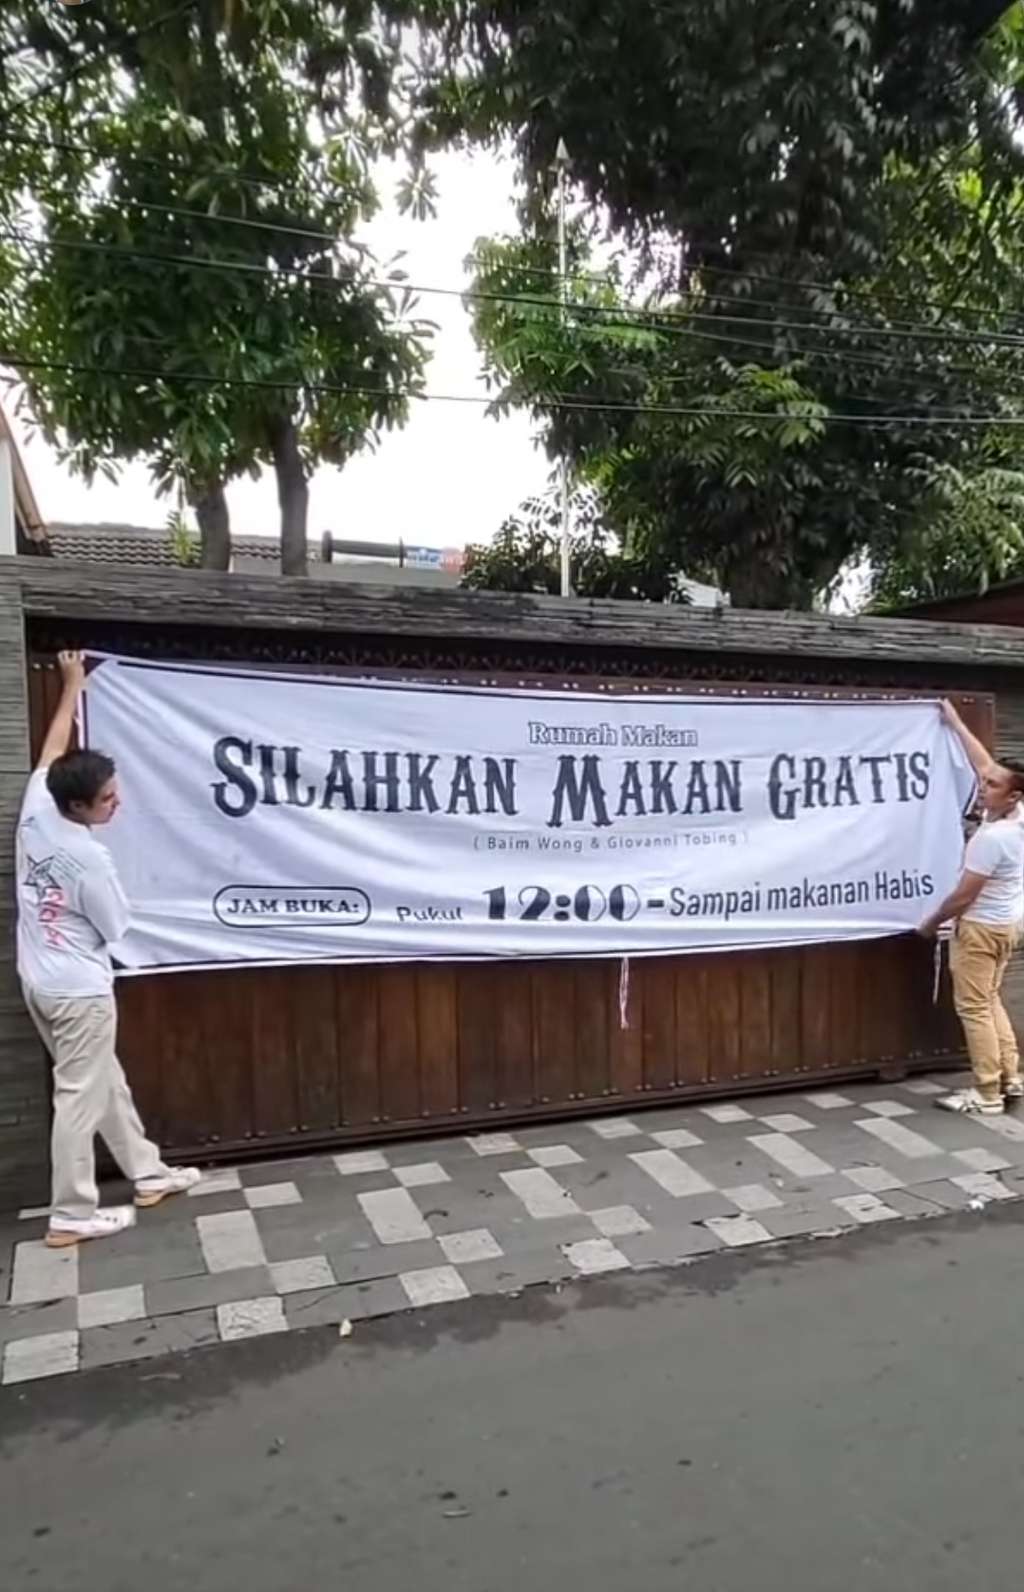 Rumah Makan
SILAHKAN MAKAN GRATIS
( Baim Wong & Giovanni Tobing )
JAM BUKA: Pukul 12:00 - Sampai makanan Habis